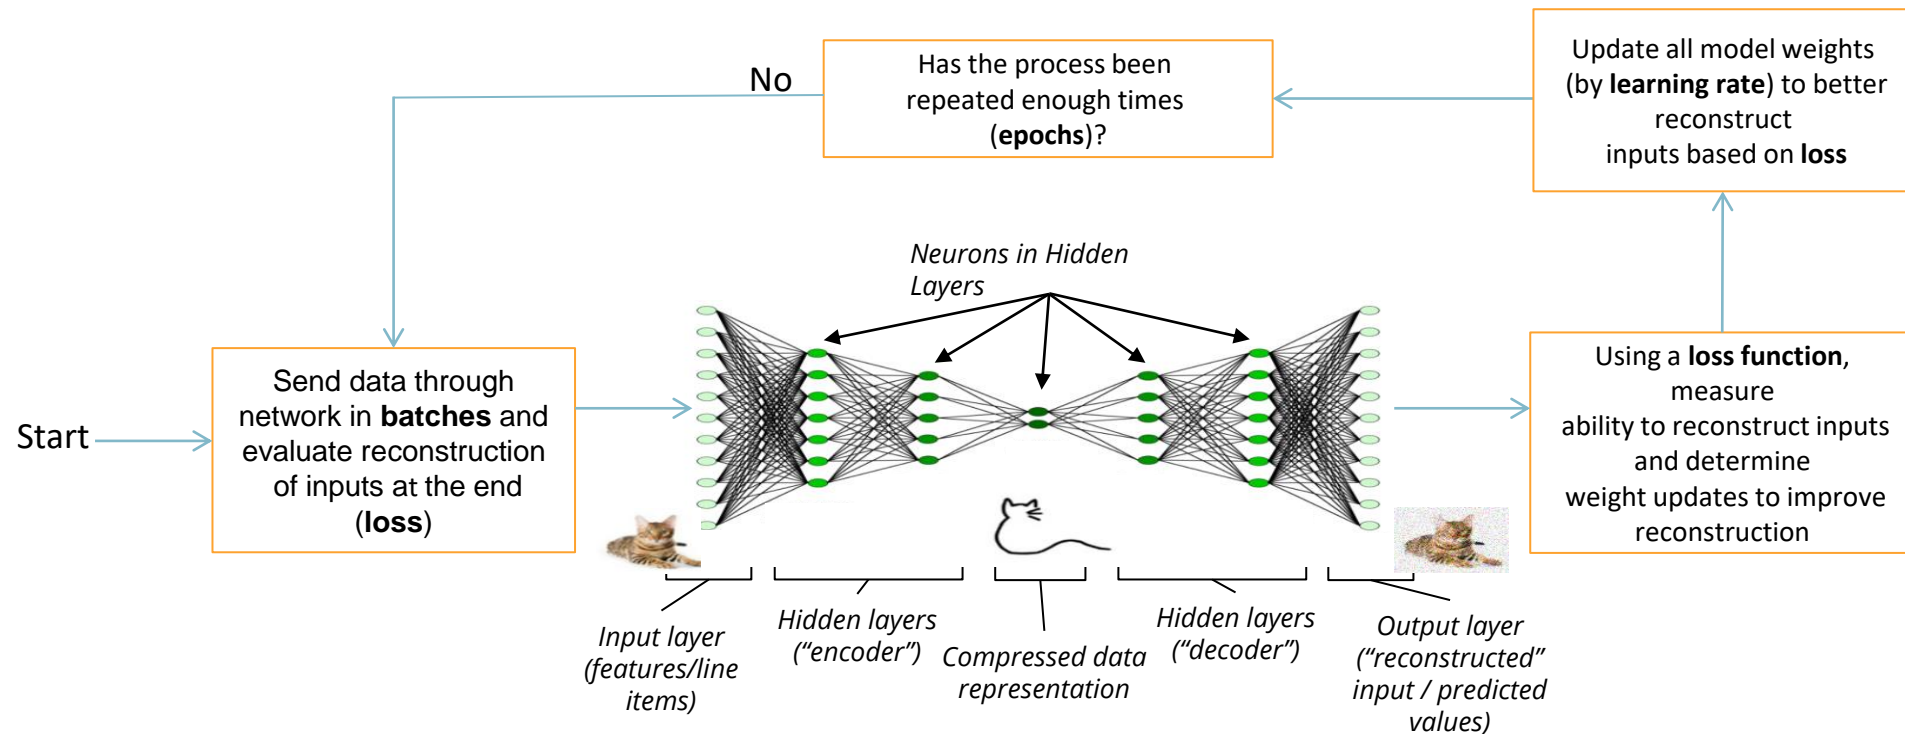 Start
Send data through
network in batches and
evaluate reconstruction
of inputs at the end
(loss)
No
Has the process been
repeated enough times
(epochs)?
Update all model weights
(by learning rate) to better
reconstruct
inputs based on loss
Using a loss function,
measure
ability to reconstruct inputs
and determine
weight updates to improve
reconstruction
Neurons in Hidden
Layers
Input layer
(features/line
items)
Hidden layers
(“encoder”)
Compressed data
representation
Hidden layers
(“decoder”)
Output layer
(“reconstructed”
input / predicted
values)